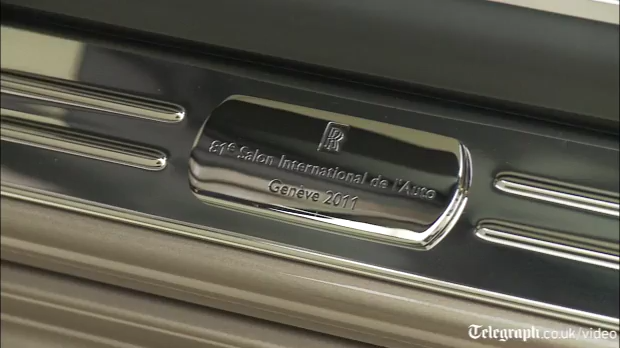 RR
81e Salon International de l'Auto
Genève 2011
Telegraph.co.uk/video